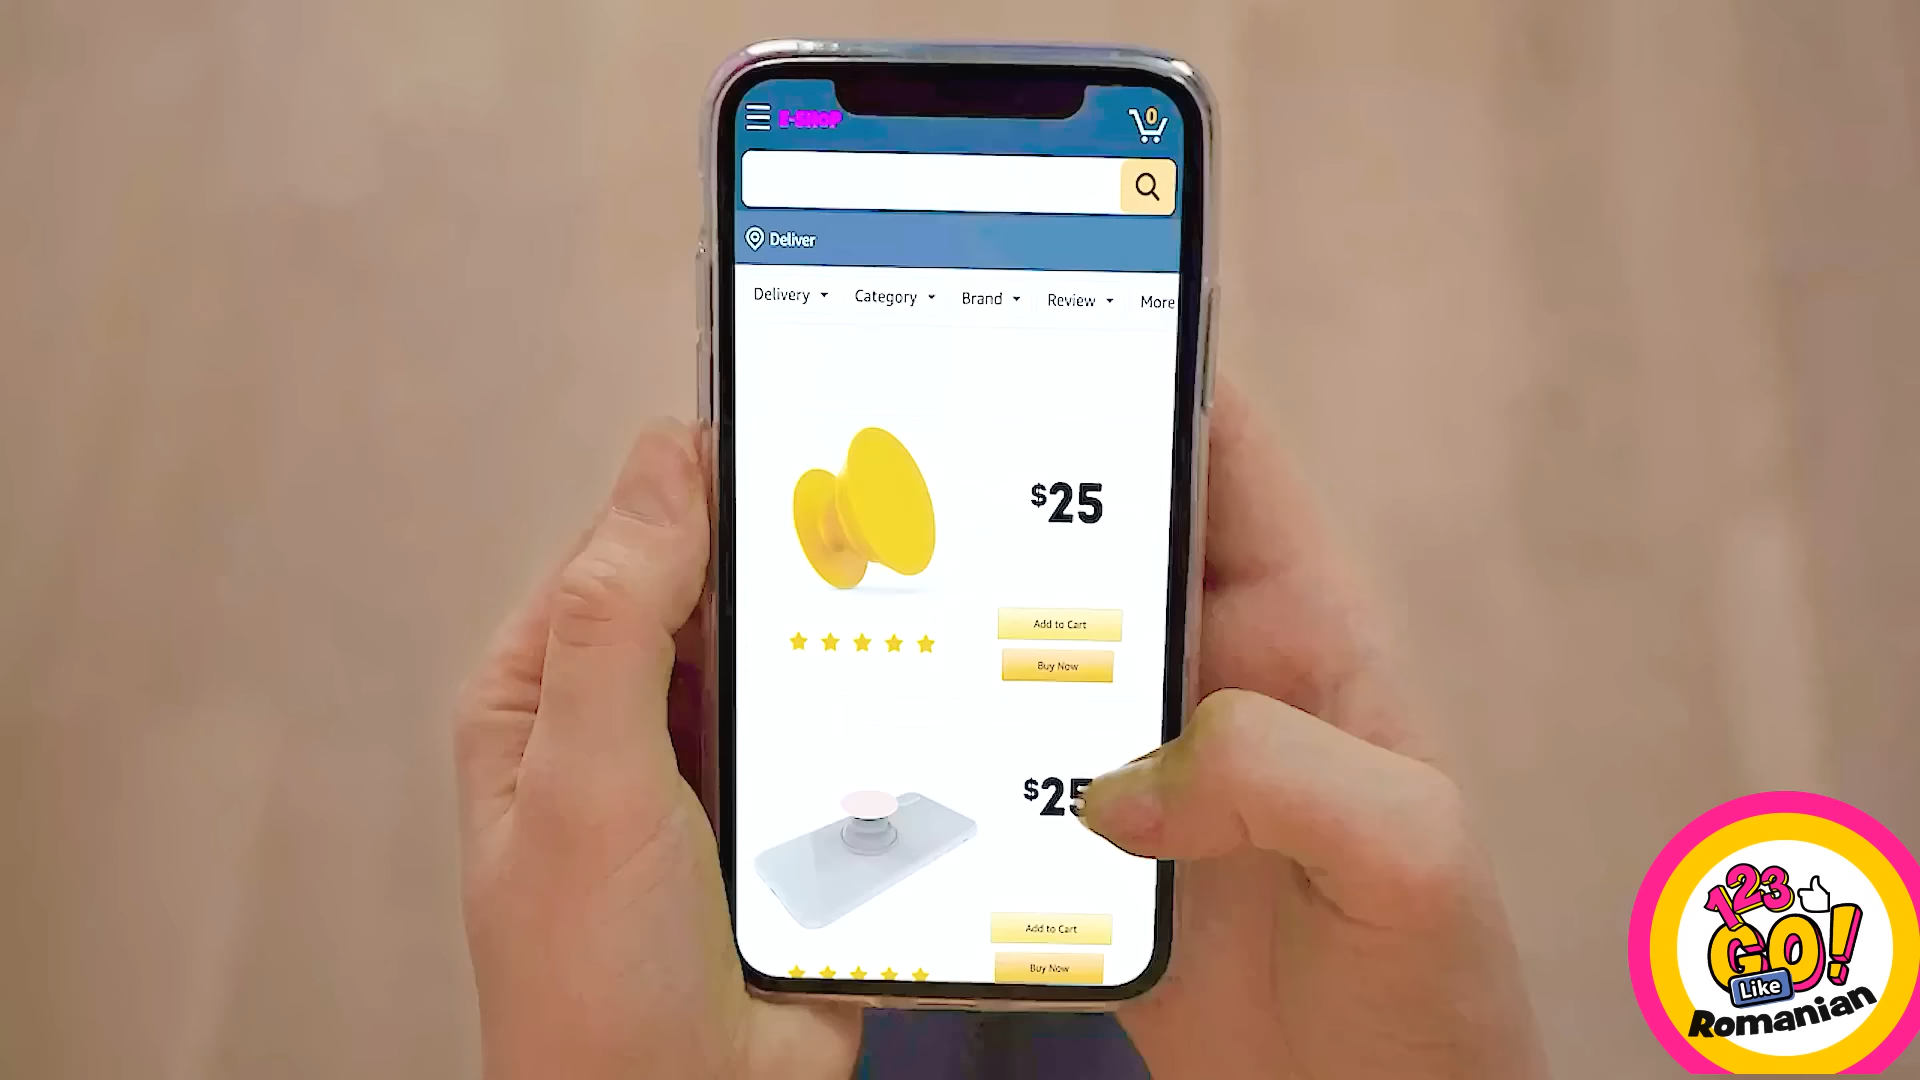 E-SHOP
0
Deliver
Delivery
Category
Brand
Review
More
$25
Add to Cart
Buy Now
$25
Add to Cart
Buy Now
123
GO!
Like
Romanian